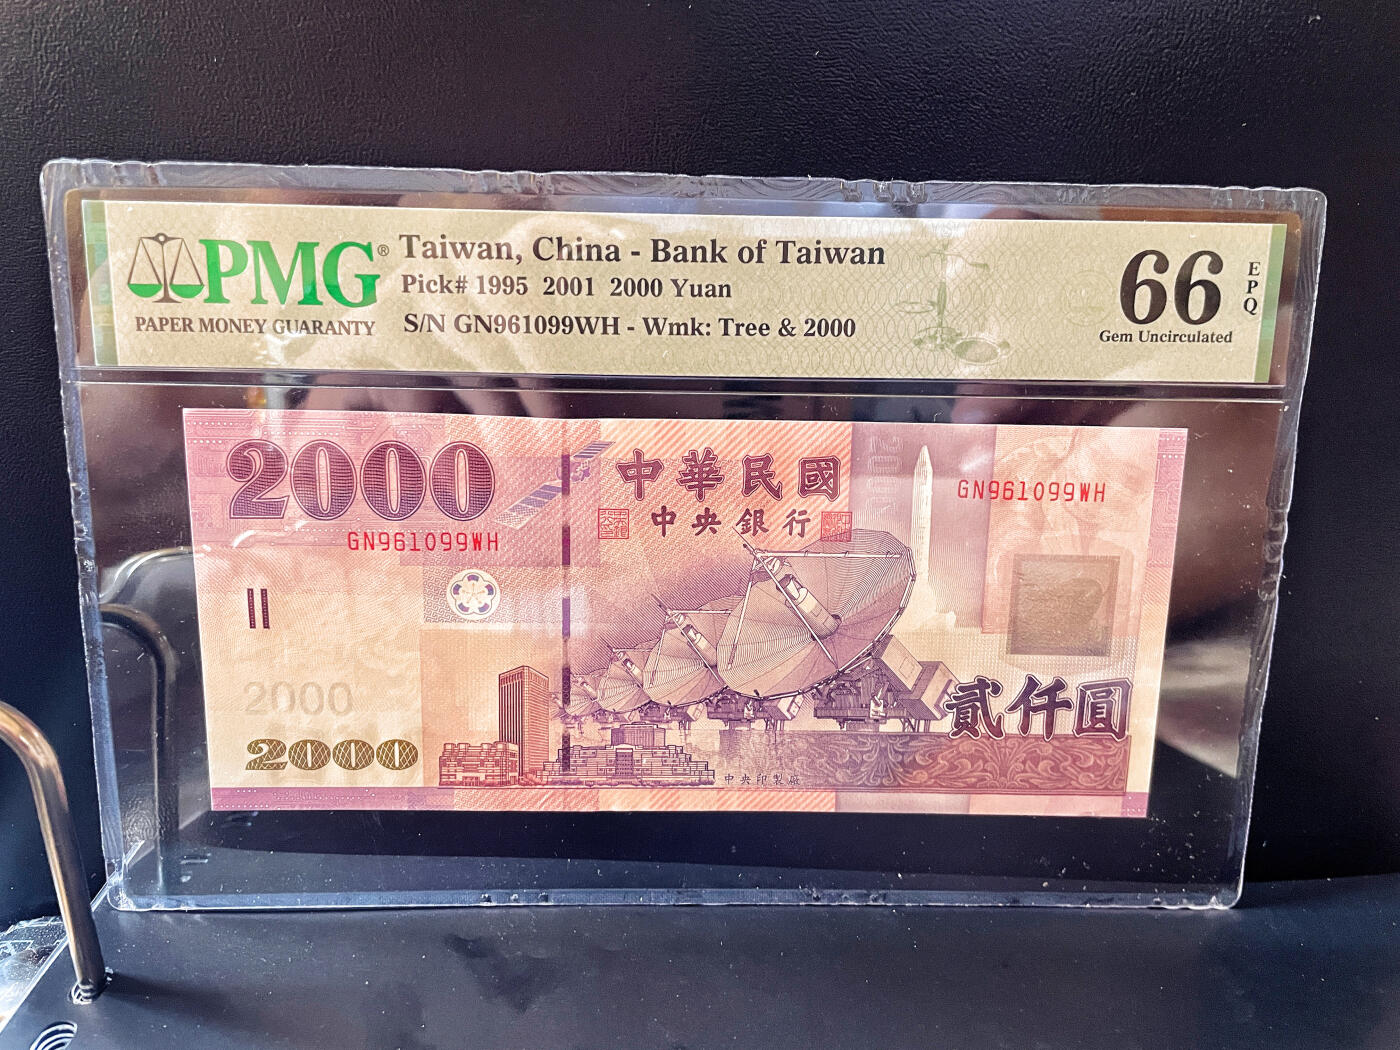 PMG®
PAPER MONEY GUARANTY
Taiwan, China - Bank of Taiwan
Pick# 1995 2001 2000 Yuan
S/N GN961099WH - Wmk: Tree & 2000
66
EPQ
Gem Uncirculated
2000
中華民國
中央銀行
GN961099WH
GN961099WH
2000
2000
貳仟圓
中央印製廠